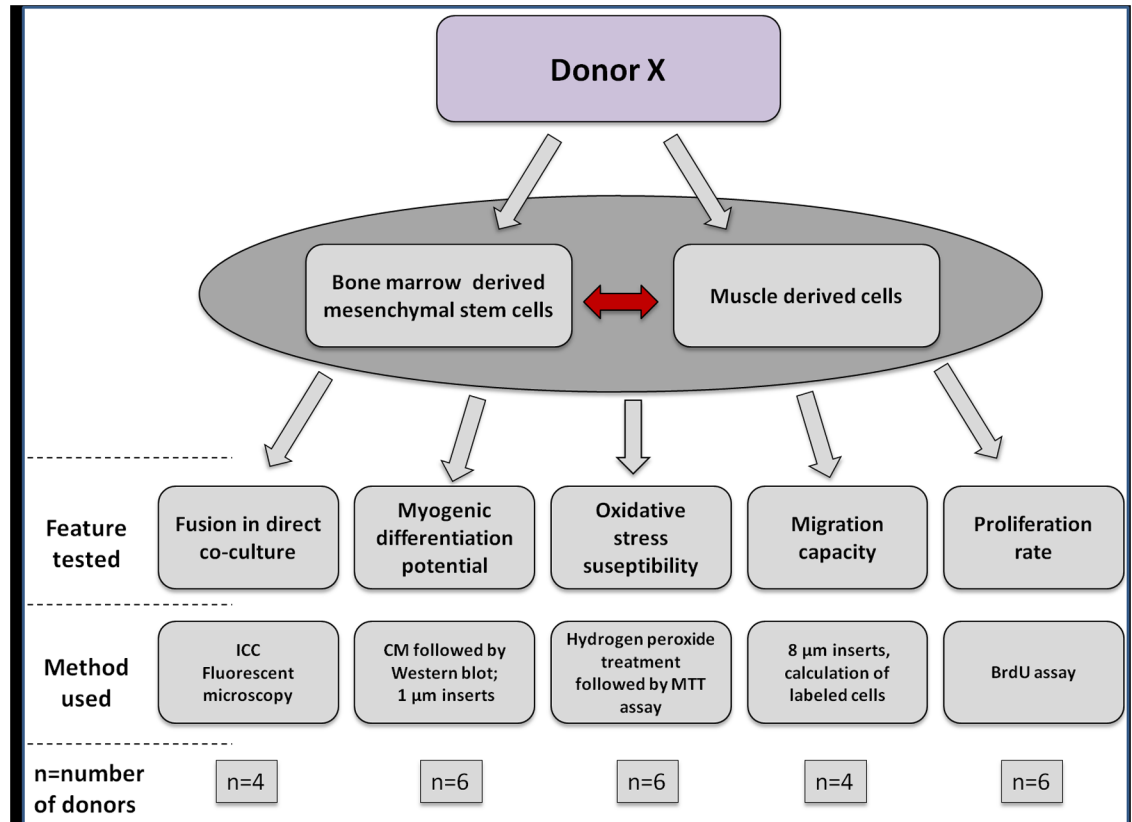 Donor X
Bone marrow derived
mesenchymal stem cells
Muscle derived cells
Feature
tested
Fusion in direct
co-culture
Myogenic
differentiation
potential
Oxidative
stress
suseptibility
Migration
capacity
Proliferation
rate
Method
used
ICC
Fluorescent
microscopy
CM followed by
Western blot;
1 µm inserts
Hydrogen peroxide
treatment
followed by MTT
assay
8 µm inserts,
calculation of
labeled cells
BrdU assay
n=number
of donors
n=4
n=6
n=6
n=4
n=6